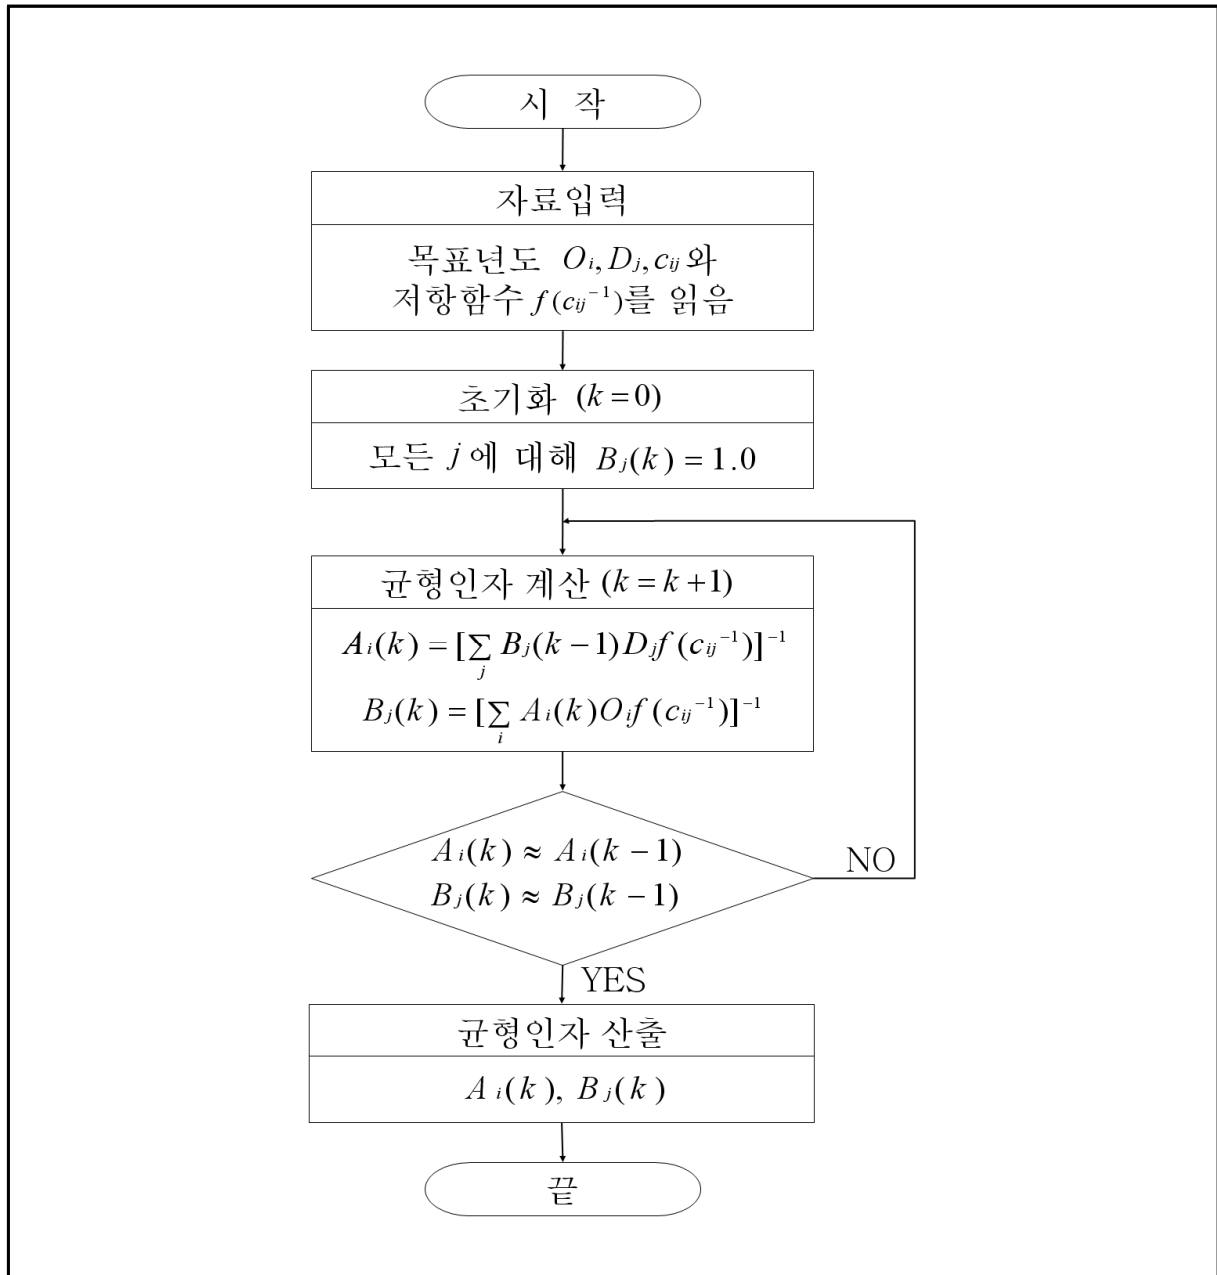 시 작
자료입력
목표년도 Oᵢ, Dⱼ, cᵢⱼ 와
저항함수 f(cᵢⱼ⁻¹)를 읽음
초기화 (k=0)
모든 j에 대해 Bⱼ(k) = 1.0
균형인자 계산 (k = k+1)
Aᵢ(k) = [∑ⱼ Bⱼ(k−1)Dⱼf(cᵢⱼ⁻¹)]⁻¹
Bⱼ(k) = [∑ᵢ Aᵢ(k)Oᵢf(cᵢⱼ⁻¹)]⁻¹
Aᵢ(k) ≈ Aᵢ(k−1)
NO
Bⱼ(k) ≈ Bⱼ(k−1)
YES
균형인자 산출
Aᵢ(k), Bⱼ(k)
끝